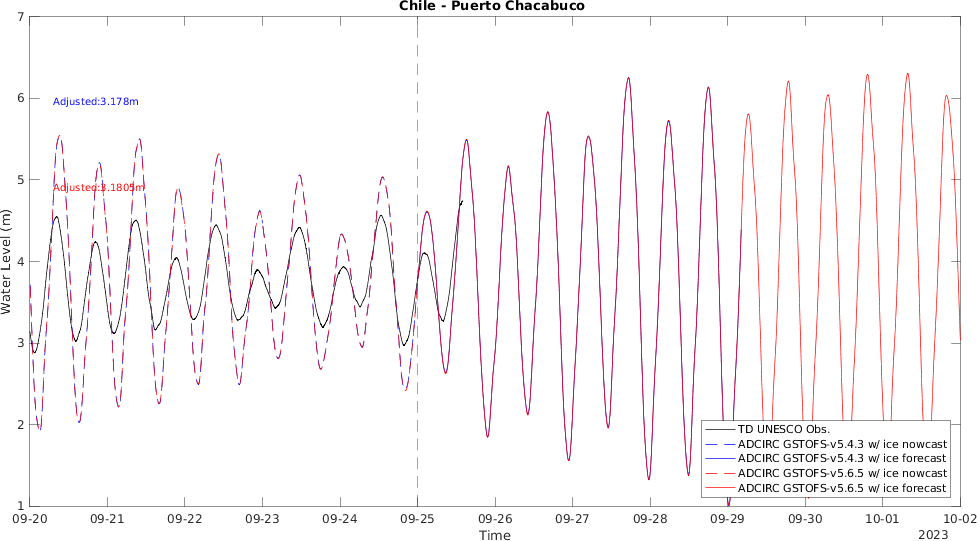 Chile - Puerto Chacabuco
7
6
5
4
3
2
1
Water Level (m)
Adjusted:3.178m
Adjusted:3.1805m
TD UNESCO Obs.
ADCIRC GSTOFS-v5.4.3 w/ ice nowcast
ADCIRC GSTOFS-v5.4.3 w/ ice forecast
ADCIRC GSTOFS-v5.6.5 w/ ice nowcast
ADCIRC GSTOFS-v5.6.5 w/ ice forecast
09-20 09-21 09-22 09-23 09-24 09-25 09-26 09-27 09-28 09-29 09-30 10-01 10-02
Time
2023